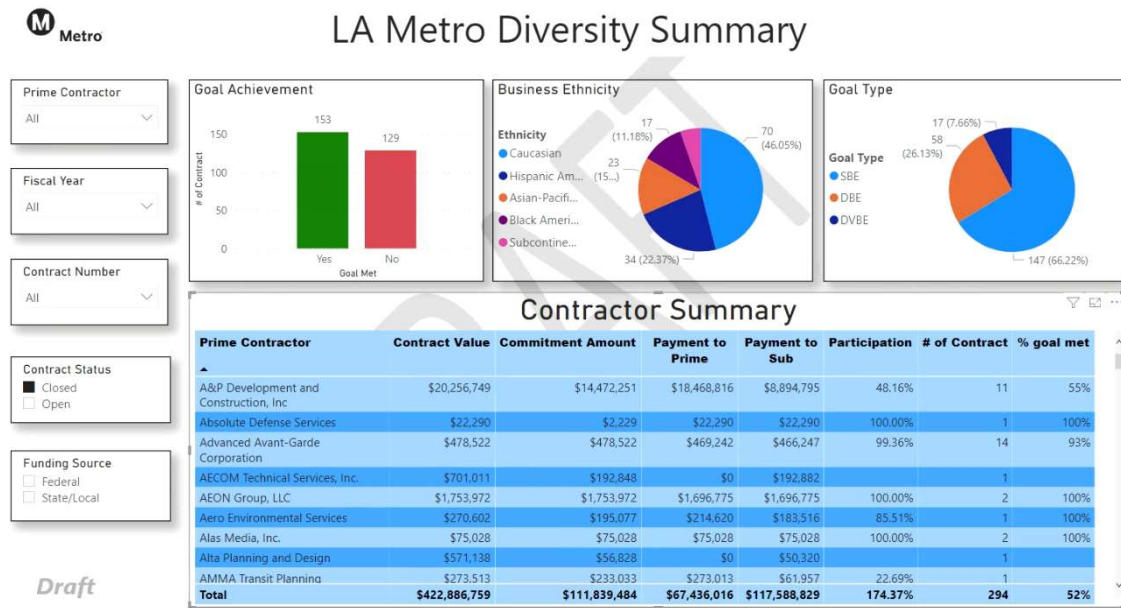 M Metro
LA Metro Diversity Summary
Prime Contractor
All
Fiscal Year
All
Contract Number
All
Contract Status
Closed
Open
Funding Source
Federal
State/Local
Draft
Goal Achievement
# of Contract
150
100
50
0
153
129
Yes
No
Goal Met
Business Ethnicity
Ethnicity
Caucasian
Hispanic Am...
Asian-Pacifi...
Black Ameri...
Subcontine...
17
(11.18%)
23
(15...)
70
(46.05%)
34 (22.37%)
Goal Type
Goal Type
SBE
DBE
DVBE
17 (7.66%)
58
(26.13%)
147 (66.22%)
DRAFT
Contractor Summary
Prime Contractor Contract Value Commitment Amount Payment to Prime Payment to Sub Participation # of Contract % goal met
A&P Development and $20,256,749 $14,472,251 $18,468,816 $8,894,795 48.16% 11 55%
Construction, Inc
Absolute Defense Services $22,290 $2,229 $22,290 $22,290 100.00% 1 100%
Advanced Avant-Garde $478,522 $478,522 $469,242 $466,247 99.36% 14 93%
Corporation
AECOM Technical Services, Inc. $701,011 $192,848 $0 $192,882 1
AEON Group, LLC $1,753,972 $1,753,972 $1,696,775 $1,696,775 100.00% 2 100%
Aero Environmental Services $270,602 $195,077 $214,620 $183,516 85.51% 1 100%
Alas Media, Inc. $75,028 $75,028 $75,028 $75,028 100.00% 2 100%
Alta Planning and Design $571,138 $56,828 $0 $50,320 1
AMMA Transit Planning $273,513 $233,033 $273,013 $61,957 22.69% 1
Total $422,886,759 $111,839,484 $67,436,016 $117,588,829 174.37% 294 52%